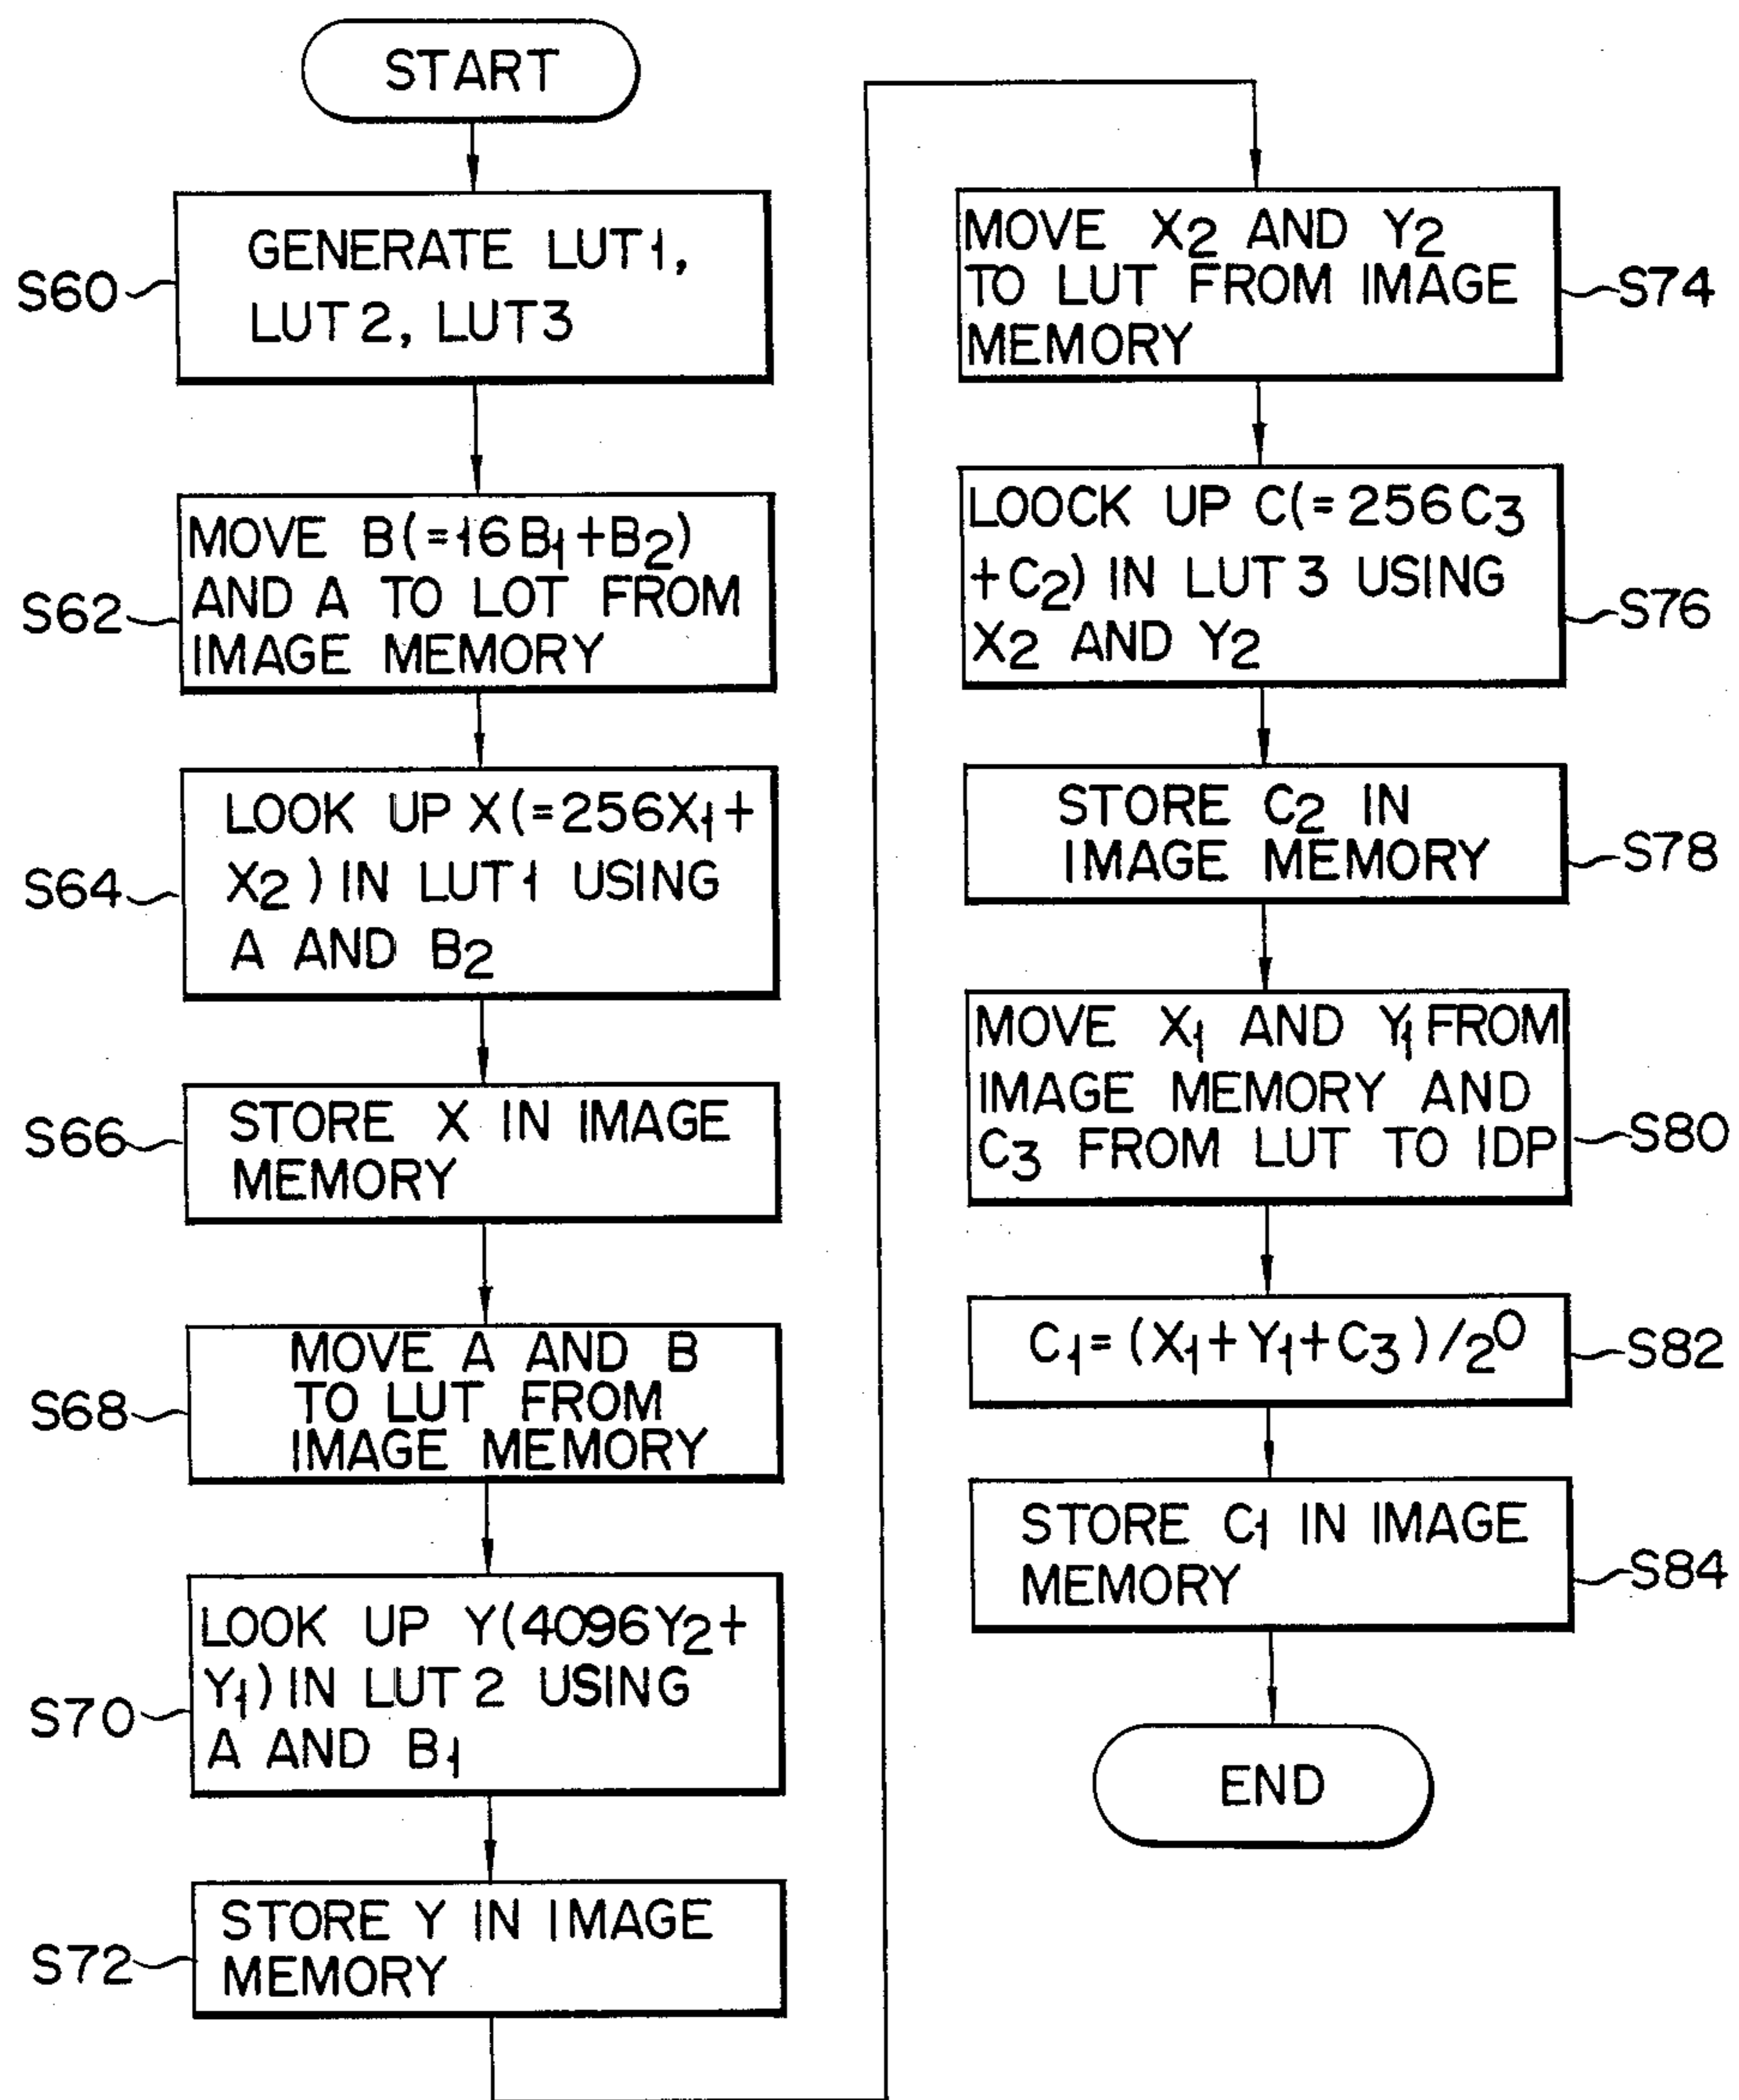 START
S60
GENERATE LUT1,
LUT2, LUT3
S62
MOVE B(=16B₁+B₂)
AND A TO LOT FROM
IMAGE MEMORY
S64
LOOK UP X(=256X₁+
X₂) IN LUT1 USING
A AND B₂
S66
STORE X IN IMAGE
MEMORY
S68
MOVE A AND B
TO LUT FROM
IMAGE MEMORY
S70
LOOK UP Y(4096Y₂+
Y₁) IN LUT2 USING
A AND B₁
S72
STORE Y IN IMAGE
MEMORY
MOVE X₂ AND Y₂
TO LUT FROM IMAGE
MEMORY
S74
LOOCK UP C(=256C₃
+C₂) IN LUT3 USING
X₂ AND Y₂
S76
STORE C₂ IN
IMAGE MEMORY
S78
MOVE X₁ AND Y₁ FROM
IMAGE MEMORY AND
C₃ FROM LUT TO IDP
S80
C₁=(X₁+Y₁+C₃)/2⁰
S82
STORE C₁ IN IMAGE
MEMORY
S84
END